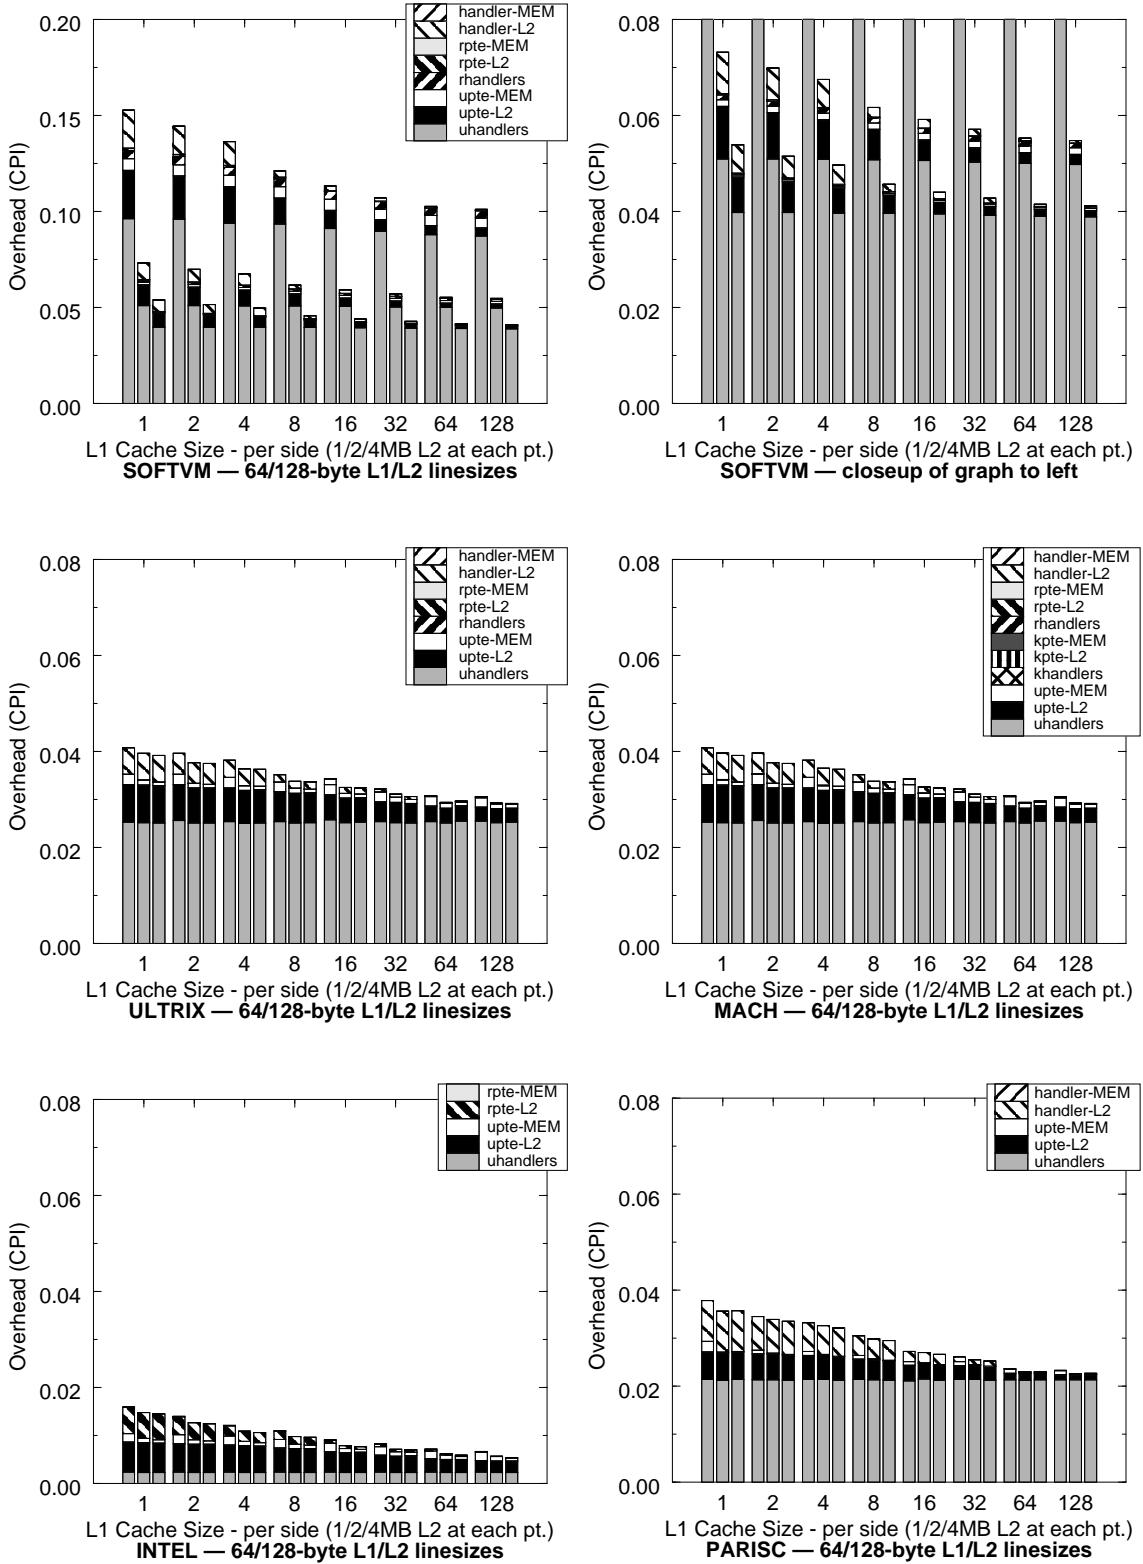 0.20
0.15
0.10
0.05
0.00
Overhead (CPI)
handler-MEM
handler-L2
rpte-MEM
rpte-L2
rhandlers
upte-MEM
upte-L2
uhandlers
1 2 4 8 16 32 64 128
L1 Cache Size - per side (1/2/4MB L2 at each pt.)
SOFTVM — 64/128-byte L1/L2 linesizes
0.08
0.06
0.04
0.02
0.00
Overhead (CPI)
1 2 4 8 16 32 64 128
L1 Cache Size - per side (1/2/4MB L2 at each pt.)
SOFTVM — closeup of graph to left
0.08
0.06
0.04
0.02
0.00
Overhead (CPI)
handler-MEM
handler-L2
rpte-MEM
rpte-L2
rhandlers
upte-MEM
upte-L2
uhandlers
1 2 4 8 16 32 64 128
L1 Cache Size - per side (1/2/4MB L2 at each pt.)
ULTRIX — 64/128-byte L1/L2 linesizes
0.08
0.06
0.04
0.02
0.00
Overhead (CPI)
handler-MEM
handler-L2
rpte-MEM
rpte-L2
rhandlers
kpte-MEM
kpte-L2
khandlers
upte-MEM
upte-L2
uhandlers
1 2 4 8 16 32 64 128
L1 Cache Size - per side (1/2/4MB L2 at each pt.)
MACH — 64/128-byte L1/L2 linesizes
0.08
0.06
0.04
0.02
0.00
Overhead (CPI)
rpte-MEM
rpte-L2
upte-MEM
upte-L2
uhandlers
1 2 4 8 16 32 64 128
L1 Cache Size - per side (1/2/4MB L2 at each pt.)
INTEL — 64/128-byte L1/L2 linesizes
0.08
0.06
0.04
0.02
0.00
Overhead (CPI)
handler-MEM
handler-L2
upte-MEM
upte-L2
uhandlers
1 2 4 8 16 32 64 128
L1 Cache Size - per side (1/2/4MB L2 at each pt.)
PARISC — 64/128-byte L1/L2 linesizes